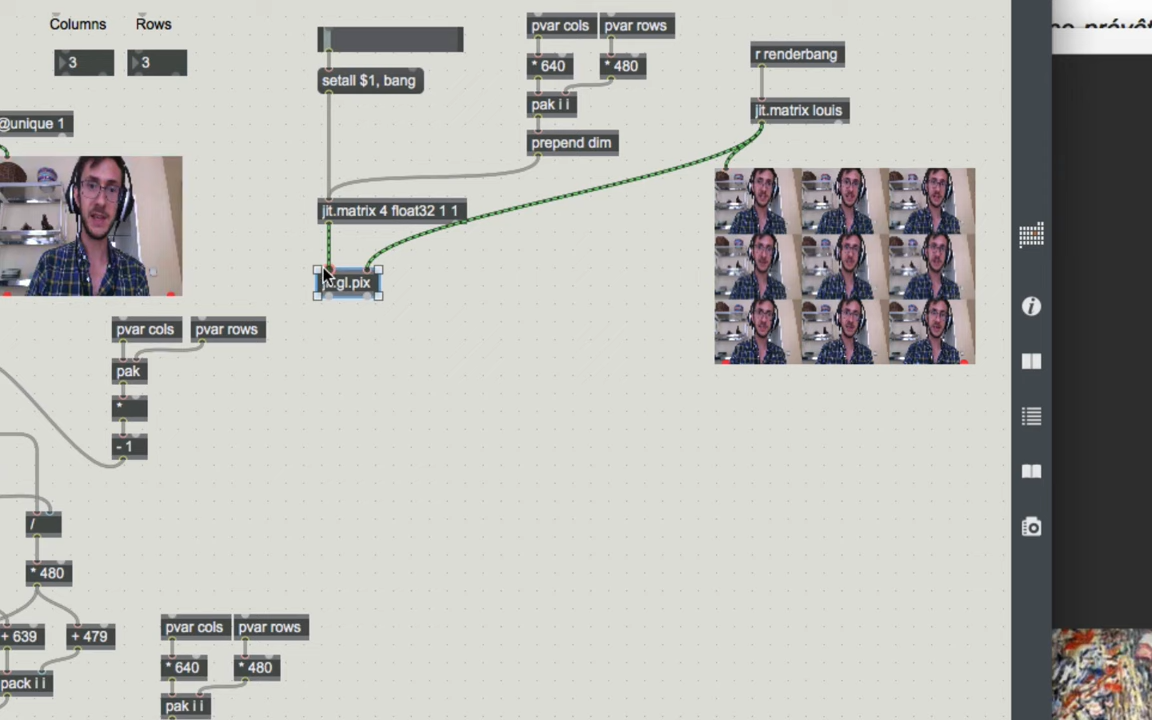 Columns
Rows
3
3
@unique 1
setall $1, bang
pvar cols
pvar rows
* 640
* 480
pak i i
prepend dim
r renderbang
jit.matrix louis
jit.matrix 4 float32 1 1
.gl.pix
pvar cols
pvar rows
pak
*
- 1
/
* 480
+ 639
+ 479
pack i i
pvar cols
pvar rows
* 640
* 480
pak i i